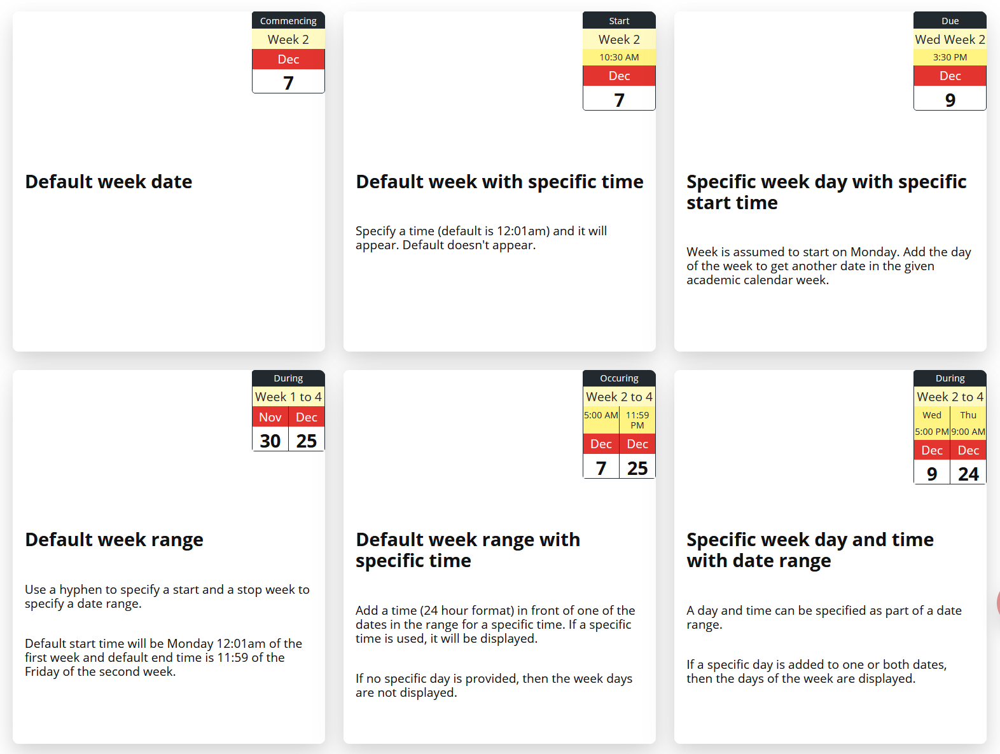 Commencing
Week 2
Dec
7
Default week date
Start
Week 2
10:30 AM
Dec
7
Default week with specific time
Specify a time (default is 12:01am) and it will
appear. Default doesn't appear.
Due
Wed Week 2
3:30 PM
Dec
9
Specific week day with specific
start time
Week is assumed to start on Monday. Add the day
of the week to get another date in the given
academic calendar week.
During
Week 1 to 4
Nov Dec
30 25
Default week range
Use a hyphen to specify a start and a stop week to
specify a date range.
Default start time will be Monday 12:01am of the
first week and default end time is 11:59 of the
Friday of the second week.
Occuring
Week 2 to 4
5:00 AM 11:59
PM
Dec Dec
7 25
Default week range with
specific time
Add a time (24 hour format) in front of one of the
dates in the range for a specific time. If a specific
time is used, it will be displayed.
If no specific day is provided, then the week days
are not displayed.
During
Week 2 to 4
Wed Thu
5:00 PM 9:00 AM
Dec Dec
9 24
Specific week day and time
with date range
A day and time can be specified as part of a date
range.
If a specific day is added to one or both dates,
then the days of the week are displayed.